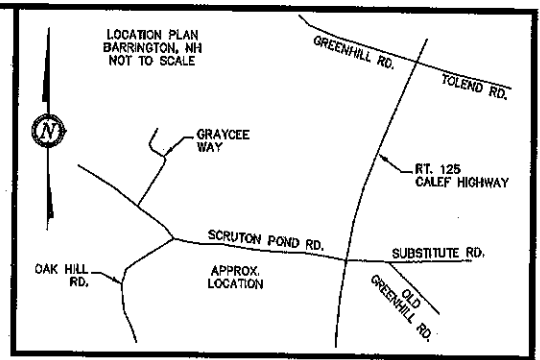 LOCATION PLAN
BARRINGTON, NH
NOT TO SCALE
GREENHILL RD.
TOLEND RD.
N
GRAYCEE
WAY
RT. 125
CALEF HIGHWAY
SCRUTON POND RD.
SUBSTITUTE RD.
OAK HILL
RD.
APPROX.
LOCATION
OLD
GREENHILL RD.